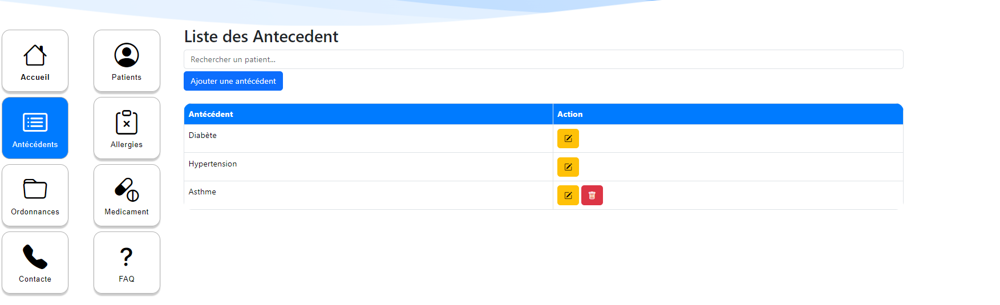 Accueil
Patients
Antécédents
Allergies
Ordonnances
Medicament
Contacte
?
FAQ
Liste des Antecedent
Rechercher un patient...
Ajouter une antécédent
Antécédent
Action
Diabète
Hypertension
Asthme